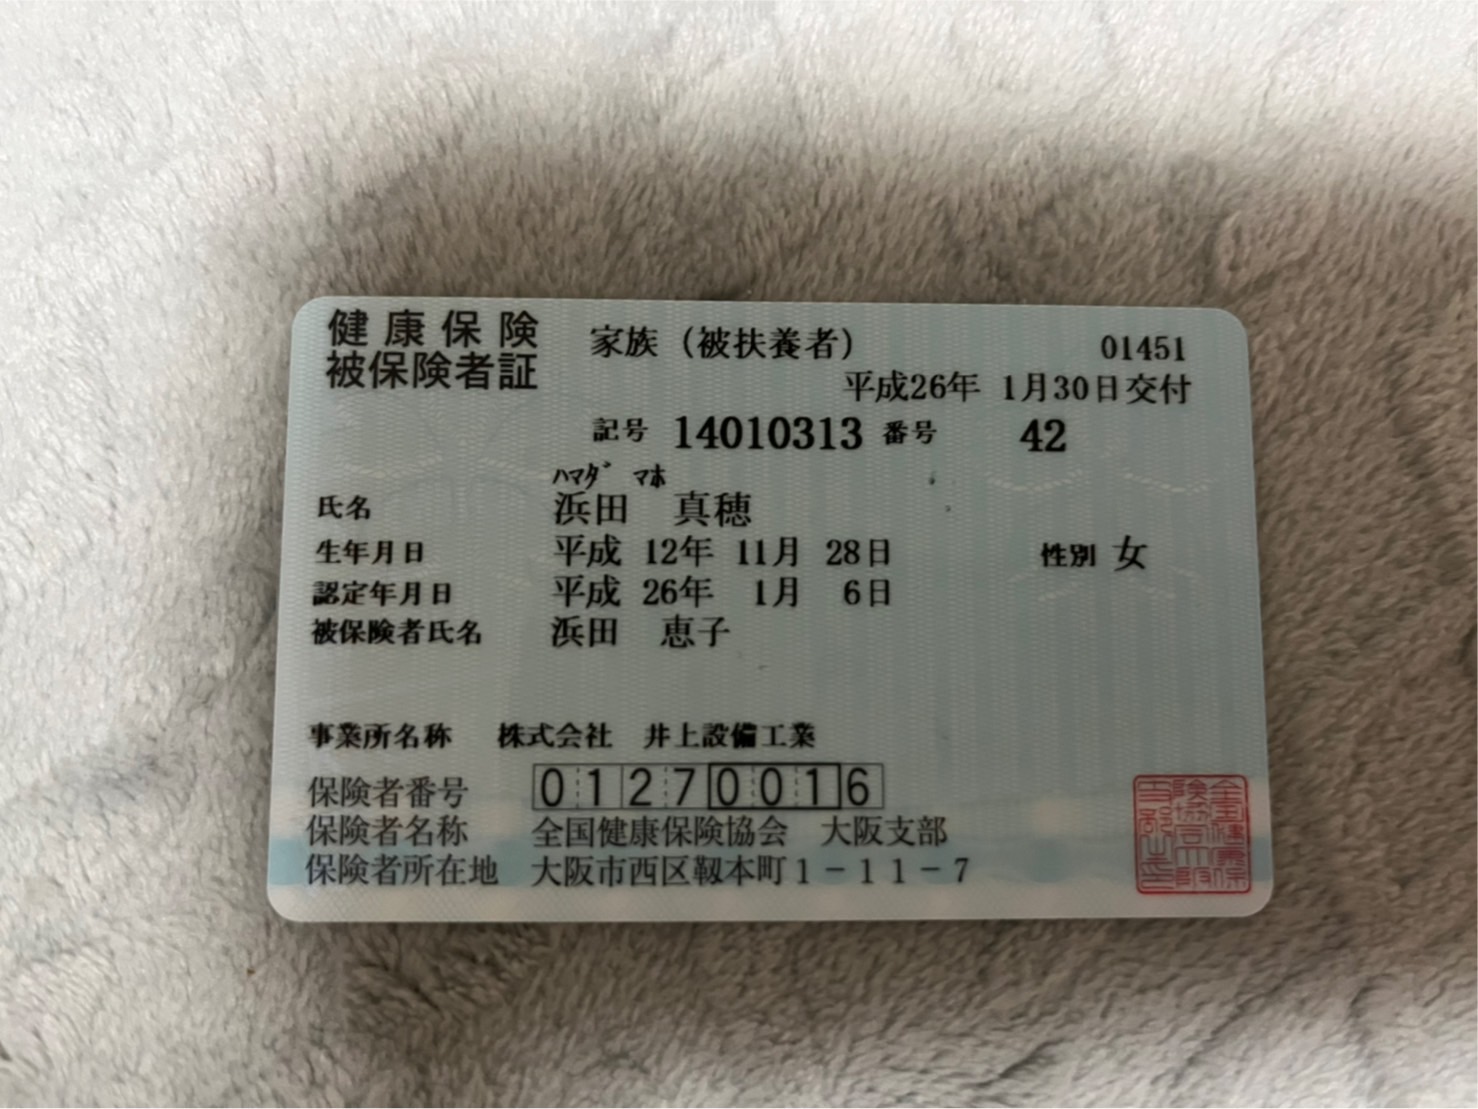 健康保険 家族（被扶養者） 01451
被保険者証 平成26年 1月30日交付
記号 14010313 番号 42
ﾊﾏﾀﾞ ﾏﾎ
氏名 浜田 真穂
生年月日 平成 12年 11月 28日 性別 女
認定年月日 平成 26年 1月 6日
被保険者氏名 浜田 恵子
事業所名称 株式会社 井上設備工業
保険者番号 01270016
保険者名称 全国健康保険協会 大阪支部
保険者所在地 大阪市西区靱本町1－11－7